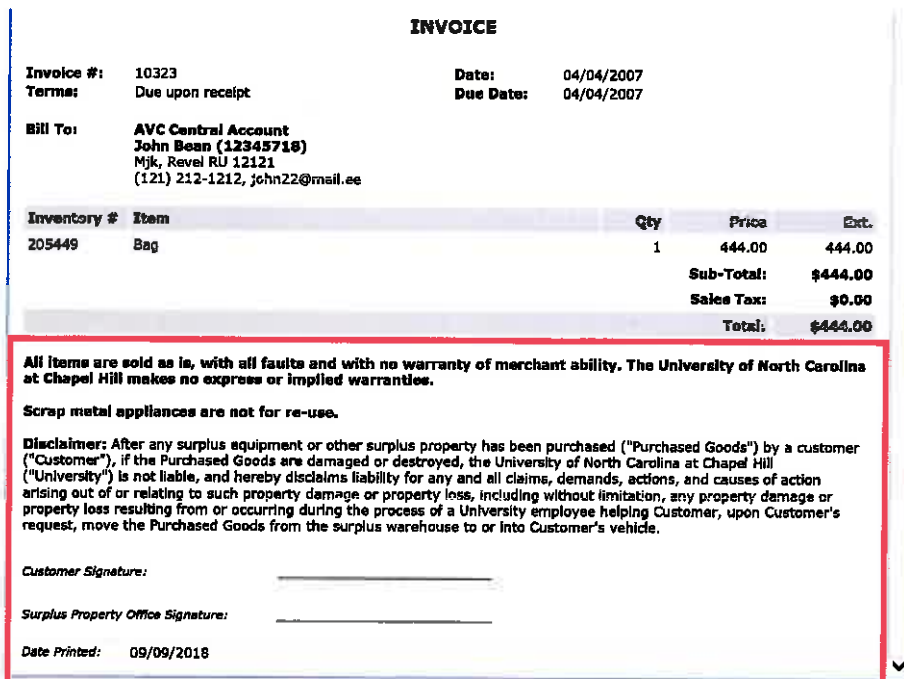 INVOICE
Invoice #: 10323 Date: 04/04/2007
Terms: Due upon receipt Due Date: 04/04/2007
Bill To: AVC Central Account
John Bean (12345718)
Mjk, Revel RU 12121
(121) 212-1212, john22@mail.ee
Inventory # Item Qty Price Ext.
205449 Bag 1 444.00 444.00
Sub-Total: $444.00
Sales Tax: $0.00
Total: $444.00
All items are sold as is, with all faults and with no warranty of merchant ability. The University of North Carolina
at Chapel Hill makes no express or implied warranties.
Scrap metal appliances are not for re-use.
Disclaimer: After any surplus equipment or other surplus property has been purchased ("Purchased Goods") by a customer
("Customer"), if the Purchased Goods are damaged or destroyed, the University of North Carolina at Chapel Hill
("University") is not liable, and hereby disclaims liability for any and all claims, demands, actions, and causes of action
arising out of or relating to such property damage or property loss, including without limitation, any property damage or
property loss resulting from or occurring during the process of a University employee helping Customer, upon Customer's
request, move the Purchased Goods from the surplus warehouse to or into Customer's vehicle.
Customer Signature:
Surplus Property Office Signature:
Date Printed: 09/09/2018